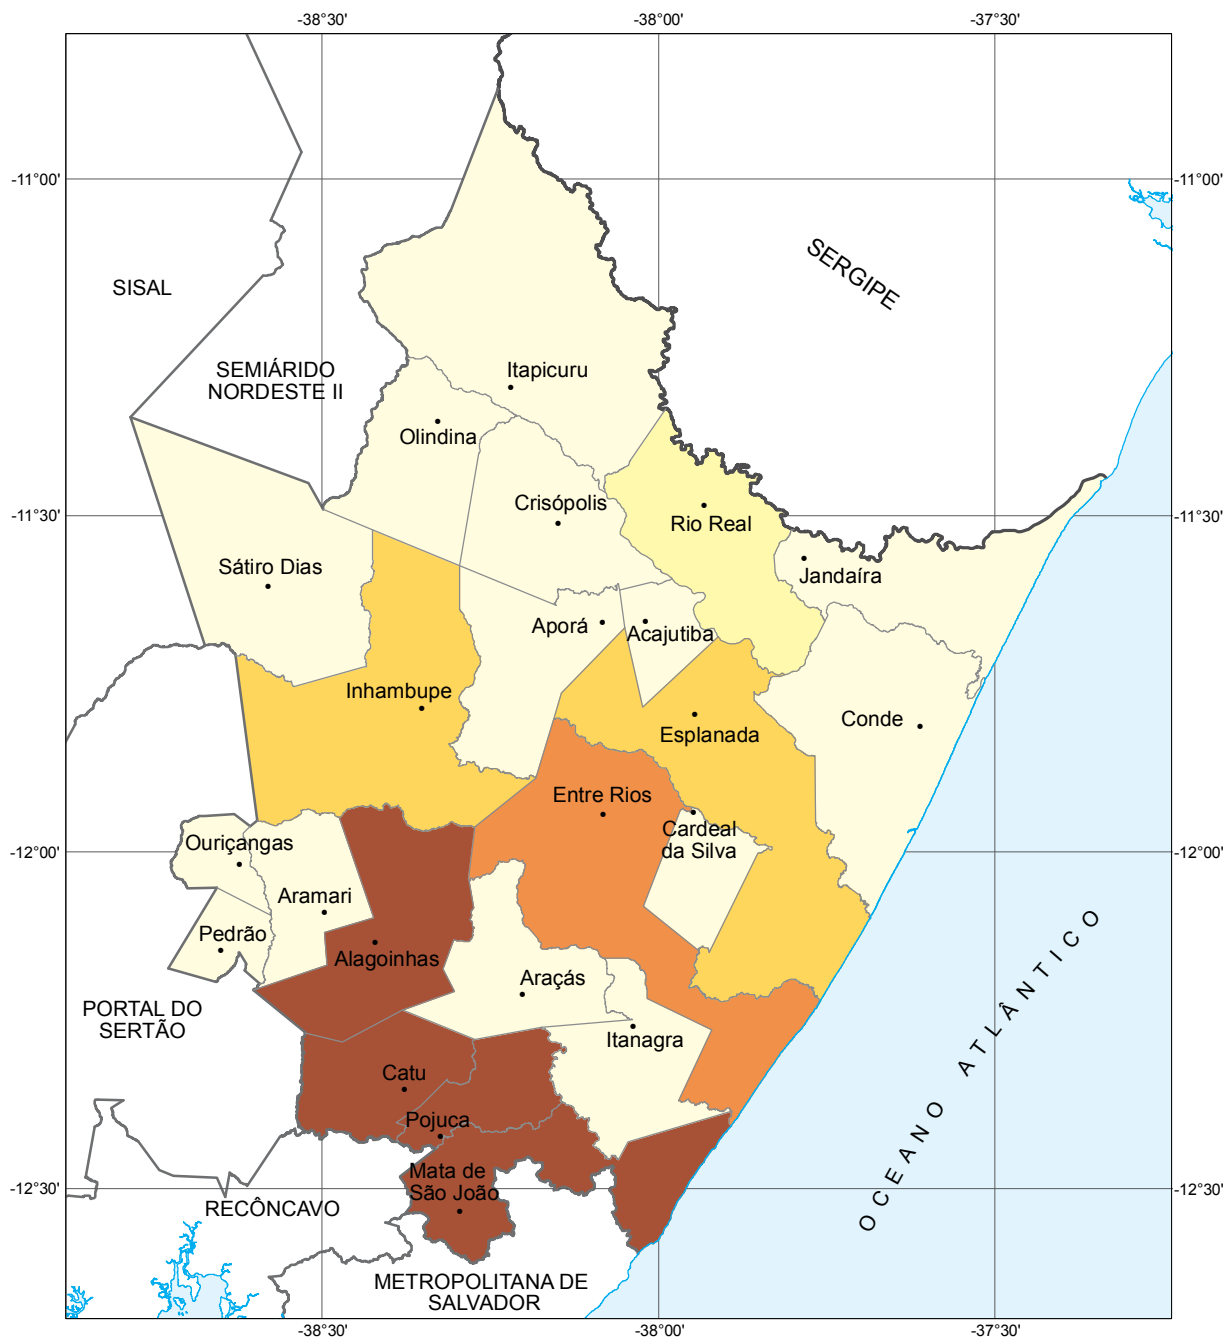 -38°30'
-38°00'
-37°30'
-11°00'
-11°00'
SERGIPE
SISAL
SEMIÁRIDO
NORDESTE II
Itapicuru
Olindina
Crisópolis
Rio Real
-11°30'
-11°30'
Sátiro Dias
Jandaíra
Aporá
Acajutiba
Inhambupe
Conde
Esplanada
Entre Rios
Cardeal
da Silva
Ouriçangas
-12°00'
-12°00'
Aramari
Pedrão
Alagoinhas
Araçás
OCEANO ATLÂNTICO
PORTAL DO
SERTÃO
Itanagra
Catu
Pojuca
Mata de
São João
-12°30'
-12°30'
RECÔNCAVO
METROPOLITANA DE
SALVADOR
-38°30'
-38°00'
-37°30'